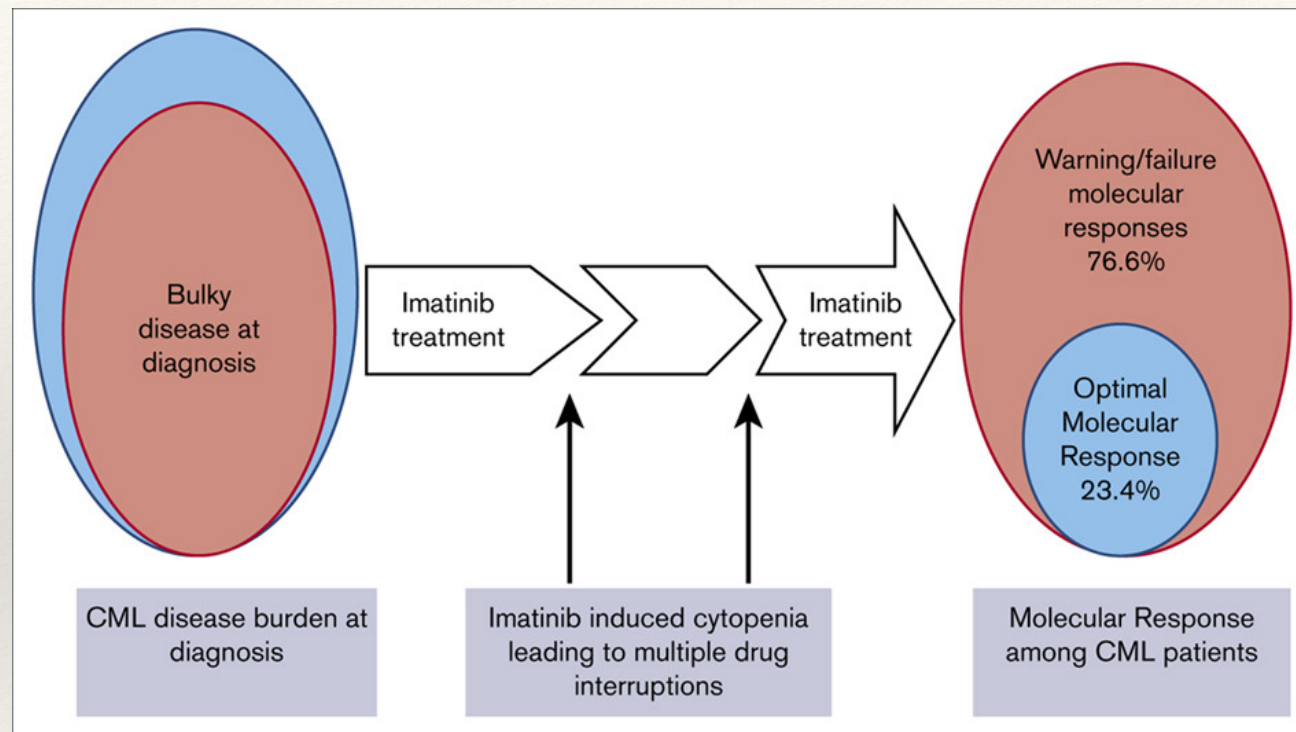 Bulky
disease at
diagnosis
Imatinib
treatment
Imatinib
treatment
Warning/failure
molecular
responses
76.6%
Optimal
Molecular
Response
23.4%
CML disease burden at
diagnosis
Imatinib induced cytopenia
leading to multiple drug
interruptions
Molecular Response
among CML patients